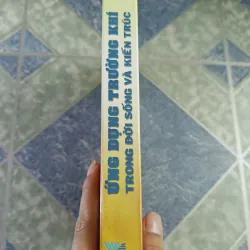 ỨNG DỤNG TRƯỜNG KHÍ
TRONG ĐỜI SỐNG VÀ KIẾN TRÚC